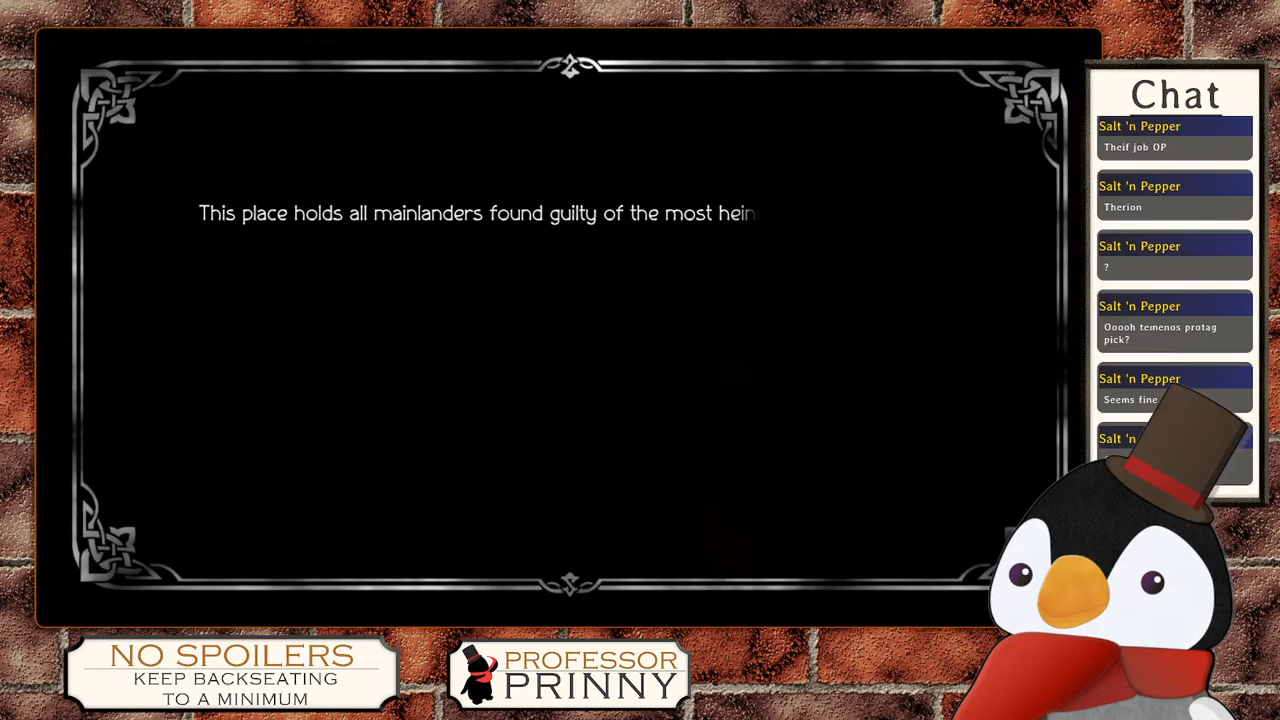 This place holds all mainlanders found guilty of the most hein
Chat
Salt 'n Pepper
Theif job OP
Salt 'n Pepper
Therion
Salt 'n Pepper
?
Salt 'n Pepper
Ooooh temenos protag
pick?
Salt 'n Pepper
Seems fine
Salt 'n
NO SPOILERS
KEEP BACKSEATING
TO A MINIMUM
PROFESSOR
PRINNY